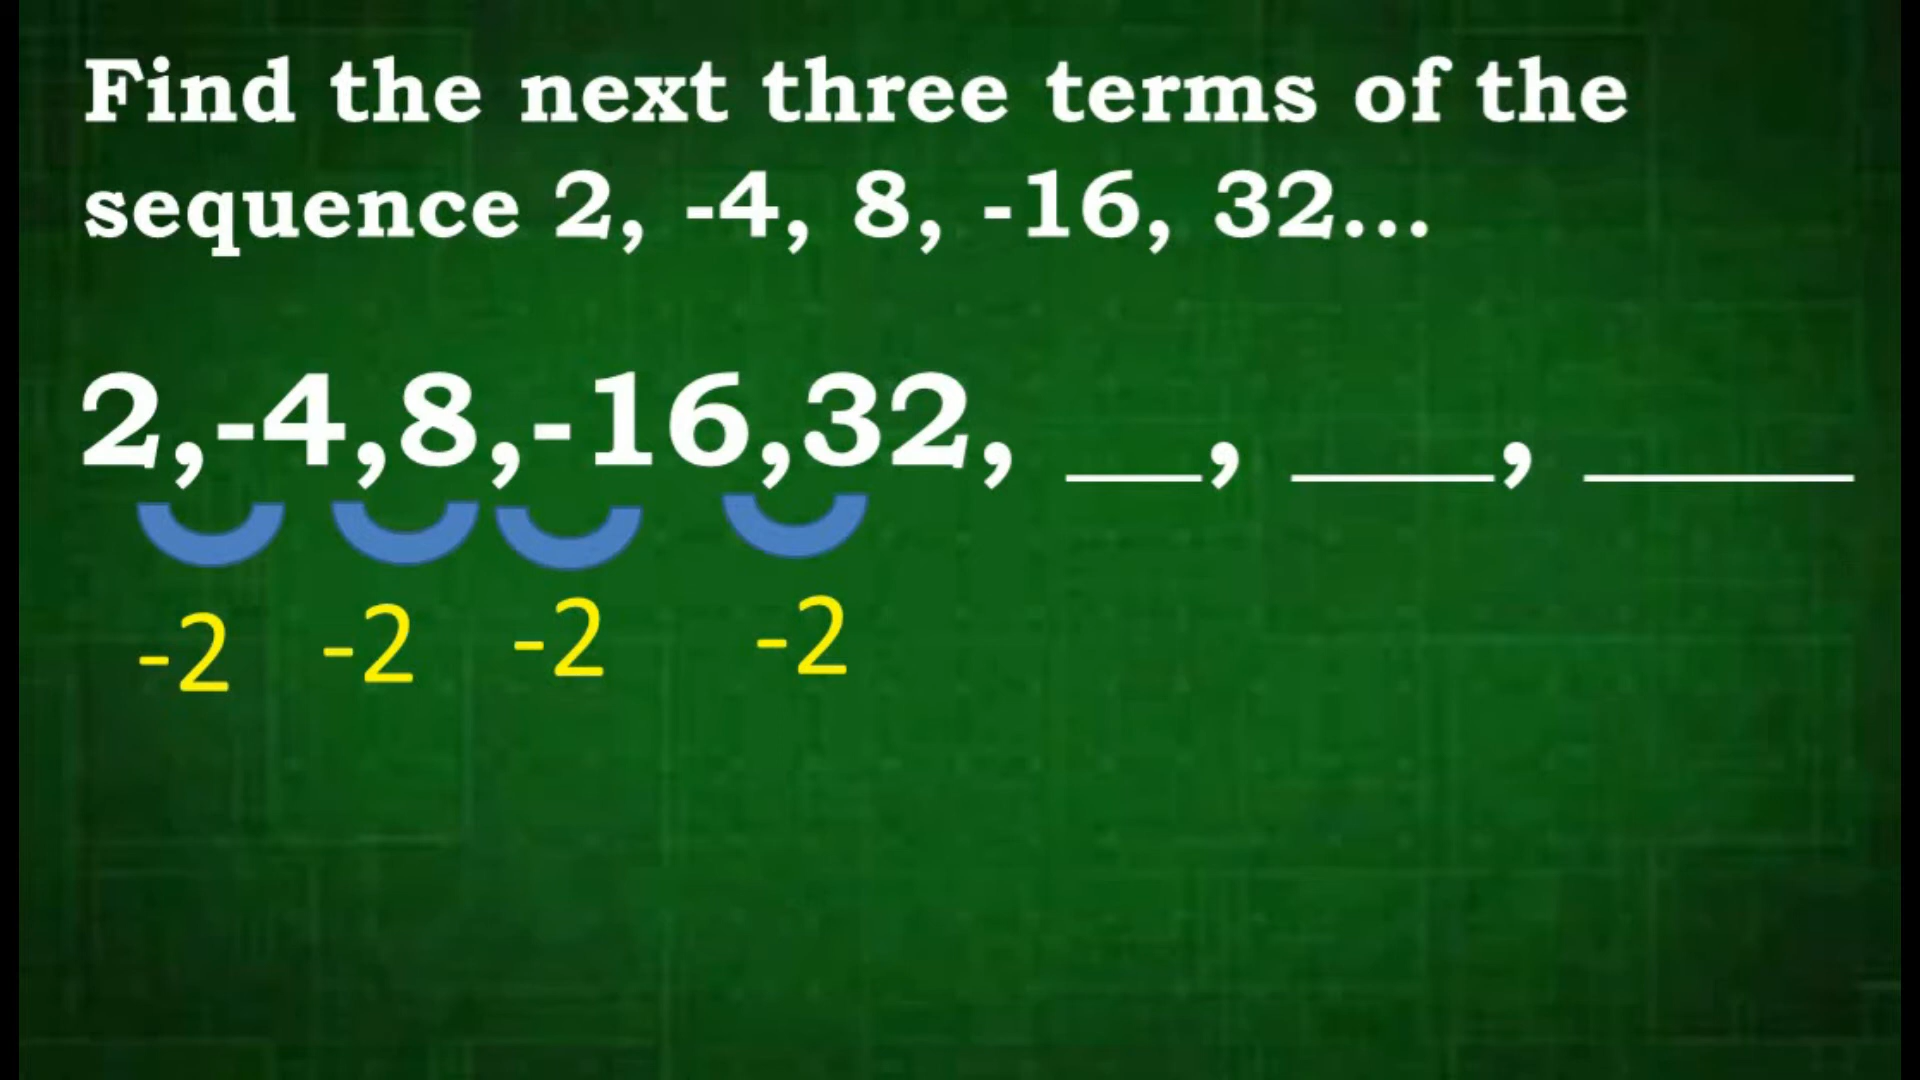 Find the next three terms of the
sequence 2, -4, 8, -16, 32...
2,-4,8,-16,32, __, ___, ____
-2 -2 -2 -2